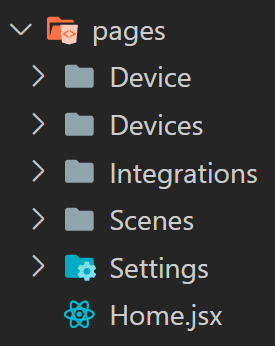 pages
Device
Devices
Integrations
Scenes
Settings
Home.jsx